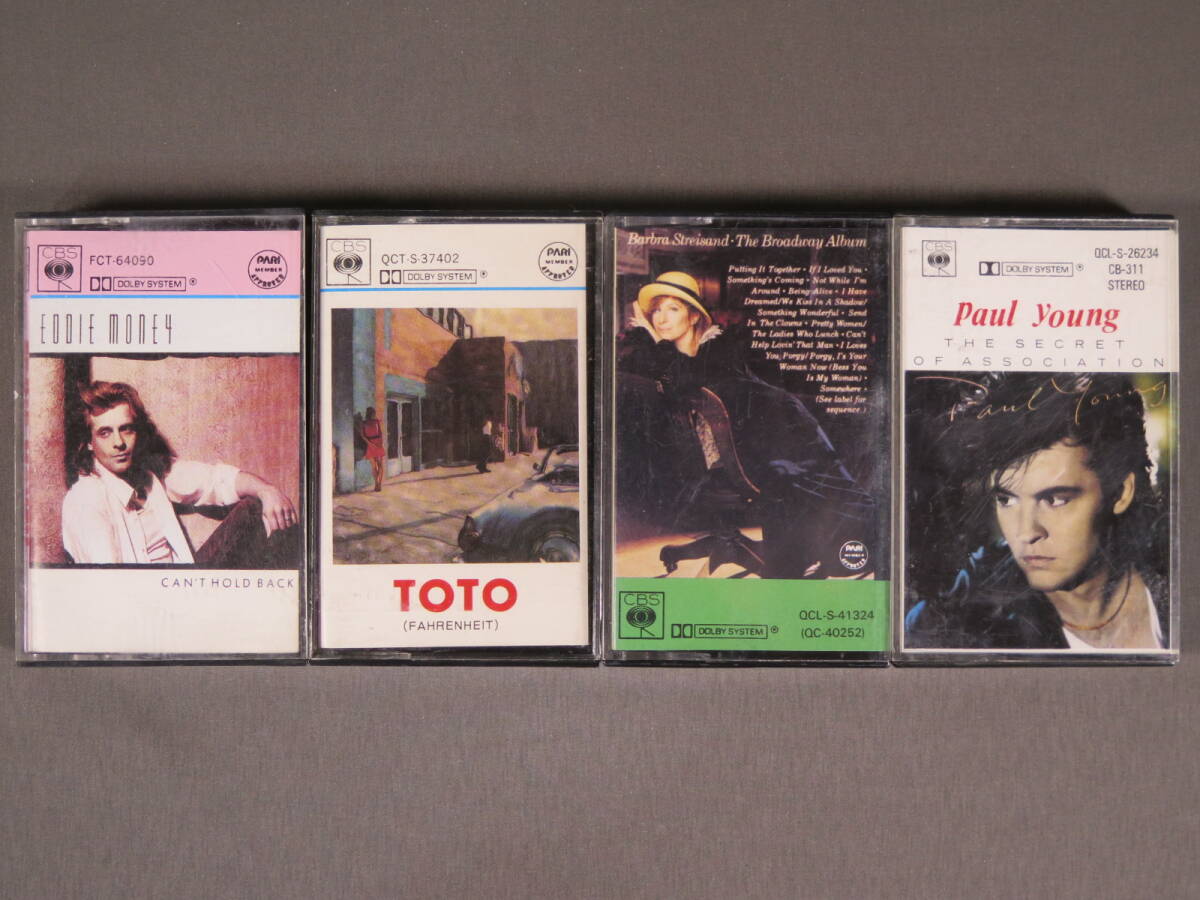 CBS
FCT-64090
DOLBY SYSTEM ®
PARI
MEMBER
APPROVED
EDDIE MONEY
CAN'T HOLD BACK
CBS
QCT-S-37402
DOLBY SYSTEM ®
PARI
MEMBER
APPROVED
TOTO
(FAHRENHEIT)
Barbra Streisand · The Broadway Album
Putting It Together · If I Loved You ·
Something's Coming · Not While I'm
Around · Being Alive · I Have
Dreamed/We Kiss In A Shadow/
Something Wonderful · Send
In The Clowns · Pretty Women/
The Ladies Who Lunch · Can't
Help Lovin' That Man · I Loves
You, Porgy/Porgy, I's Your
Woman Now (Bess You
Is My Woman) ·
Somewhere ·
(See label for
sequence.)
PARI
MEMBER
APPROVED
CBS
DOLBY SYSTEM ®
QCL-S-41324
(QC-40252)
CBS
DOLBY SYSTEM ®
QCL-S-26234
CB-311
STEREO
Paul Young
THE SECRET
OF ASSOCIATION
Paul Young